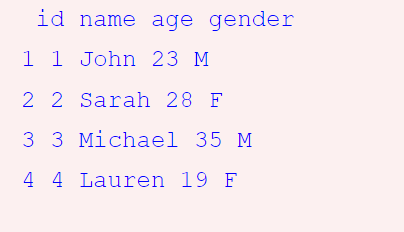 id name age gender
1 1 John 23 M
2 2 Sarah 28 F
3 3 Michael 35 M
4 4 Lauren 19 F